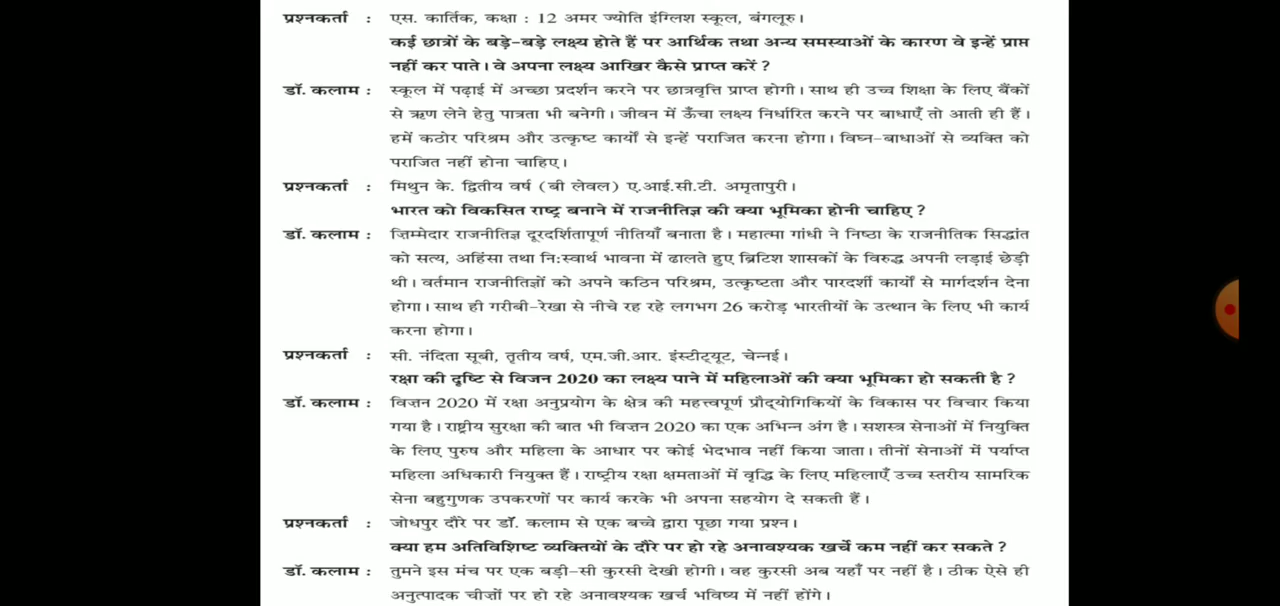 प्रश्नकर्ता : एस. कार्तिक, कक्षा : 12 अमर ज्योति इंग्लिश स्कूल, बंगलूरु।
कई छात्रों के बड़े-बड़े लक्ष्य होते हैं पर आर्थिक तथा अन्य समस्याओं के कारण वे इन्हें प्राप्त
नहीं कर पाते। वे अपना लक्ष्य आखिर कैसे प्राप्त करें ?
डॉ. कलाम : स्कूल में पढ़ाई में अच्छा प्रदर्शन करने पर छात्रवृत्ति प्राप्त होगी। साथ ही उच्च शिक्षा के लिए बैंकों
से ऋण लेने हेतु पात्रता भी बनेगी। जीवन में ऊँचा लक्ष्य निर्धारित करने पर बाधाएँ तो आती ही हैं।
हमें कठोर परिश्रम और उत्कृष्ट कार्यों से इन्हें पराजित करना होगा। विघ्न-बाधाओं से व्यक्ति को
पराजित नहीं होना चाहिए।
प्रश्नकर्ता : मिथुन के. द्वितीय वर्ष (बी लेवल) ए.आई.सी.टी. अमृतापुरी।
भारत को विकसित राष्ट्र बनाने में राजनीतिज्ञ की क्या भूमिका होनी चाहिए ?
डॉ. कलाम : ज़िम्मेदार राजनीतिज्ञ दूरदर्शितापूर्ण नीतियाँ बनाता है। महात्मा गांधी ने निष्ठा के राजनीतिक सिद्धांत
को सत्य, अहिंसा तथा नि:स्वार्थ भावना में ढालते हुए ब्रिटिश शासकों के विरुद्ध अपनी लड़ाई छेड़ी
थी। वर्तमान राजनीतिज्ञों को अपने कठिन परिश्रम, उत्कृष्टता और पारदर्शी कार्यों से मार्गदर्शन देना
होगा। साथ ही गरीबी-रेखा से नीचे रह रहे लगभग 26 करोड़ भारतीयों के उत्थान के लिए भी कार्य
करना होगा।
प्रश्नकर्ता : सी. नंदिता सूबी, तृतीय वर्ष, एम.जी.आर. इंस्टीट्यूट, चेन्नई।
रक्षा की दृष्टि से विजन 2020 का लक्ष्य पाने में महिलाओं की क्या भूमिका हो सकती है ?
डॉ. कलाम : विज़न 2020 में रक्षा अनुप्रयोग के क्षेत्र की महत्त्वपूर्ण प्रौद्योगिकियों के विकास पर विचार किया
गया है। राष्ट्रीय सुरक्षा की बात भी विज़न 2020 का एक अभिन्न अंग है। सशस्त्र सेनाओं में नियुक्ति
के लिए पुरुष और महिला के आधार पर कोई भेदभाव नहीं किया जाता। तीनों सेनाओं में पर्याप्त
महिला अधिकारी नियुक्त हैं। राष्ट्रीय रक्षा क्षमताओं में वृद्धि के लिए महिलाएँ उच्च स्तरीय सामरिक
सेना बहुगुणक उपकरणों पर कार्य करके भी अपना सहयोग दे सकती हैं।
प्रश्नकर्ता : जोधपुर दौरे पर डॉ. कलाम से एक बच्चे द्वारा पूछा गया प्रश्न।
क्या हम अतिविशिष्ट व्यक्तियों के दौरे पर हो रहे अनावश्यक खर्चे कम नहीं कर सकते ?
डॉ. कलाम : तुमने इस मंच पर एक बड़ी-सी कुरसी देखी होगी। वह कुरसी अब यहाँ पर नहीं है। ठीक ऐसे ही
अनुत्पादक चीज़ों पर हो रहे अनावश्यक खर्च भविष्य में नहीं होंगे।